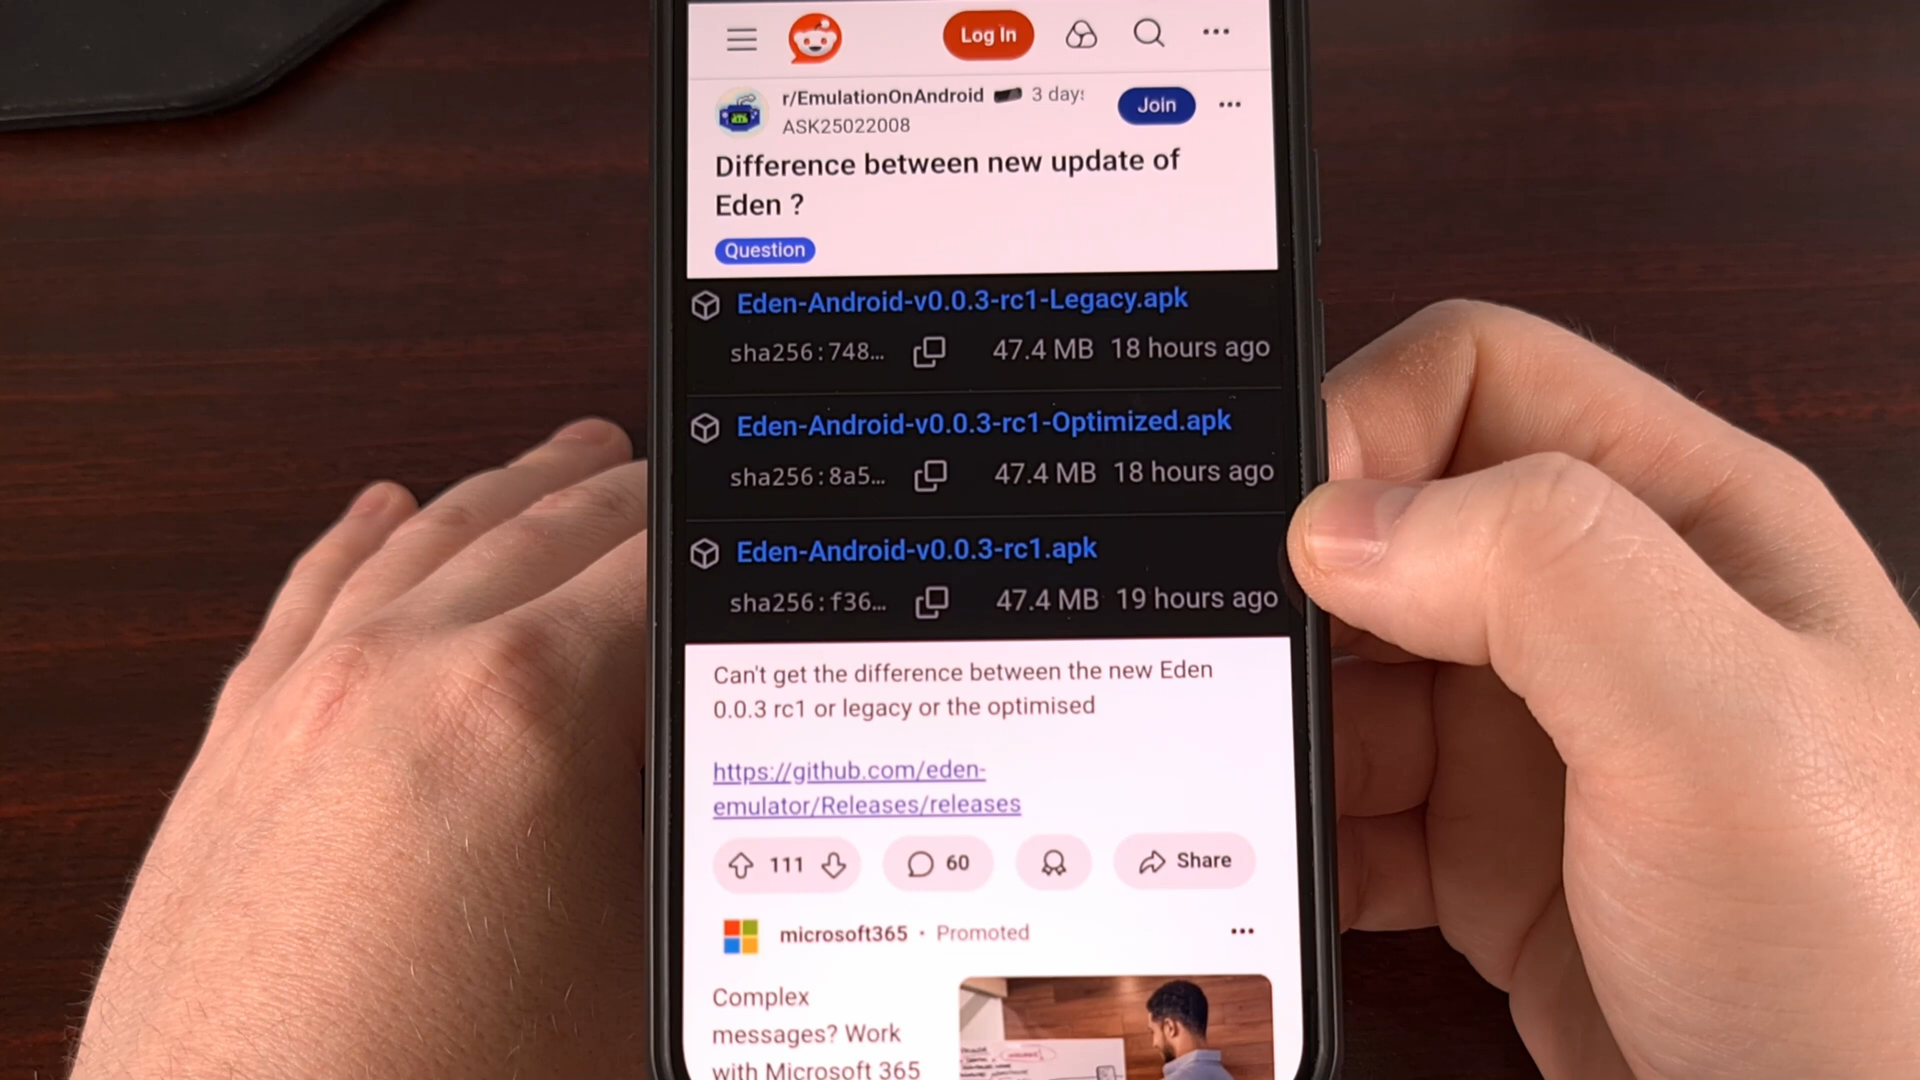 Log In
r/EmulationOnAndroid 3 days
Join
ASK25022008
Difference between new update of
Eden ?
Question
Eden-Android-v0.0.3-rc1-Legacy.apk
sha256:748… 47.4 MB 18 hours ago
Eden-Android-v0.0.3-rc1-Optimized.apk
sha256:8a5… 47.4 MB 18 hours ago
Eden-Android-v0.0.3-rc1.apk
sha256:f36… 47.4 MB 19 hours ago
Can't get the difference between the new Eden
0.0.3 rc1 or legacy or the optimised
https://github.com/eden-
emulator/Releases/releases
111 60 Share
microsoft365 • Promoted
Complex
messages? Work
with Microsoft 365